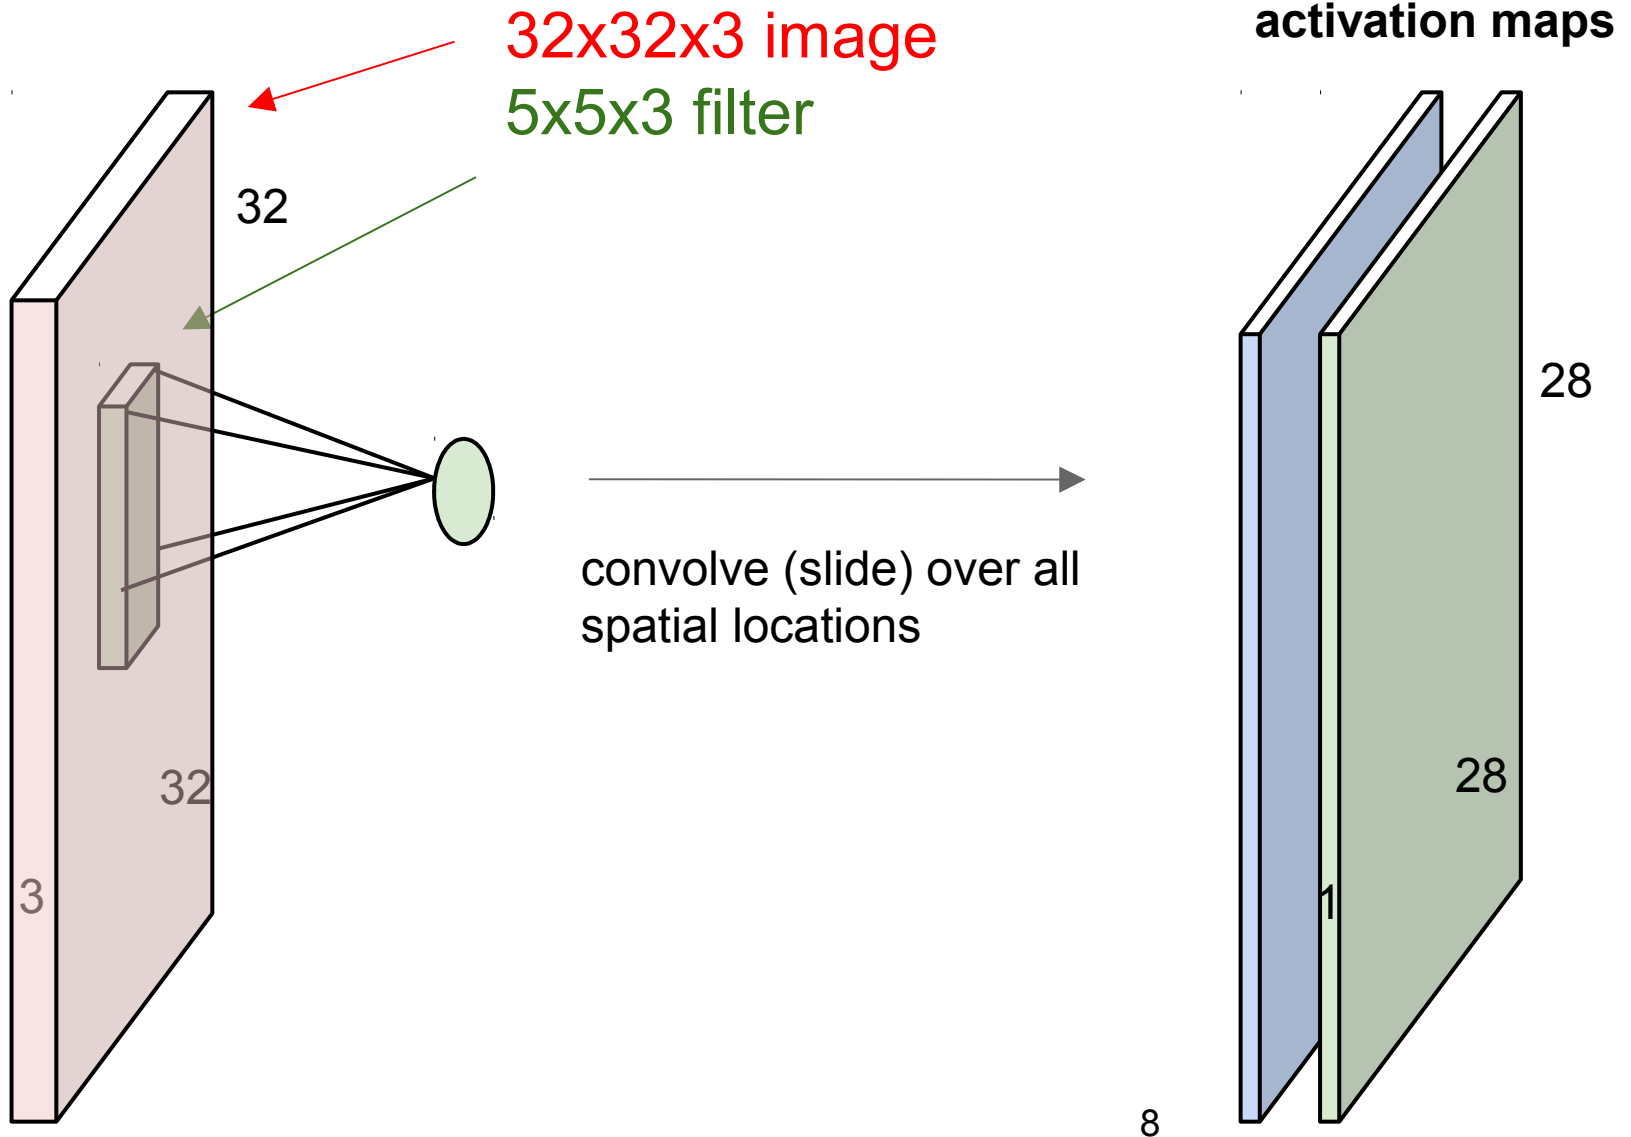 32x32x3 image
5x5x3 filter
activation maps
32
28
convolve (slide) over all
spatial locations
32
28
3
1
8